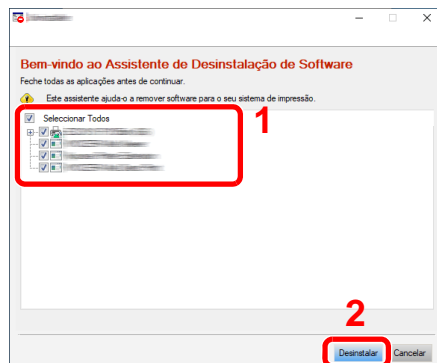 Bem-vindo ao Assistente de Desinstalação de Software
Feche todas as aplicações antes de continuar.
Este assistente ajuda-o a remover software para o seu sistema de impressão.
Seleccionar Todos
1
2
Desinstalar
Cancelar